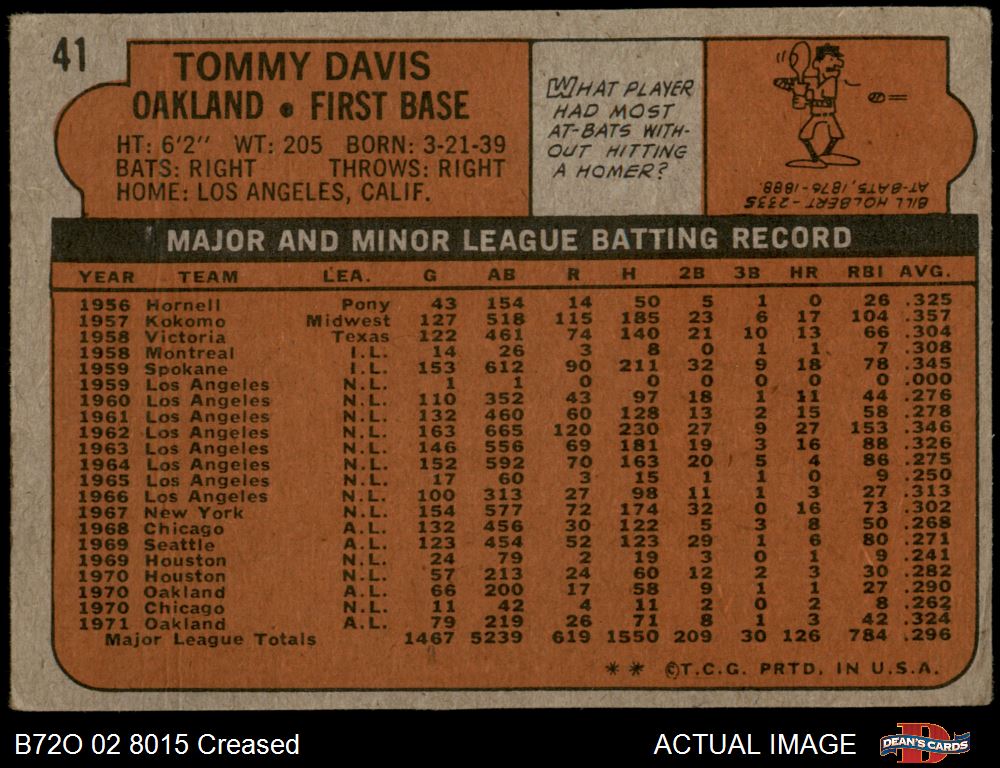 41
TOMMY DAVIS
OAKLAND • FIRST BASE
HT: 6'2" WT: 205 BORN: 3-21-39
BATS: RIGHT THROWS: RIGHT
HOME: LOS ANGELES, CALIF.
WHAT PLAYER
HAD MOST
AT-BATS WITH-
OUT HITTING
A HOMER?
BILL HOLBERT-2335
AT-BATS, 1876-1888.
MAJOR AND MINOR LEAGUE BATTING RECORD
YEAR TEAM LEA. G AB R H 2B 3B HR RBI AVG.
1956 Hornell Pony 43 154 14 50 5 1 0 26 .325
1957 Kokomo Midwest 127 518 115 185 23 6 17 104 .357
1958 Victoria Texas 122 461 74 140 21 10 13 66 .304
1958 Montreal I.L. 14 26 3 8 0 1 1 7 .308
1959 Spokane I.L. 153 612 90 211 32 9 18 78 .345
1959 Los Angeles N.L. 1 1 0 0 0 0 0 0 .000
1960 Los Angeles N.L. 110 352 43 97 18 1 11 44 .276
1961 Los Angeles N.L. 132 460 60 128 13 2 15 58 .278
1962 Los Angeles N.L. 163 665 120 230 27 9 27 153 .346
1963 Los Angeles N.L. 146 556 69 181 19 3 16 88 .326
1964 Los Angeles N.L. 152 592 70 163 20 5 4 86 .275
1965 Los Angeles N.L. 17 60 3 15 1 1 0 9 .250
1966 Los Angeles N.L. 100 313 27 98 11 1 3 27 .313
1967 New York N.L. 154 577 72 174 32 0 16 73 .302
1968 Chicago A.L. 132 456 30 122 5 3 8 50 .268
1969 Seattle A.L. 123 454 52 123 29 1 6 80 .271
1969 Houston N.L. 24 79 2 19 3 0 1 9 .241
1970 Houston N.L. 57 213 24 60 12 2 3 30 .282
1970 Oakland A.L. 66 200 17 58 9 1 1 27 .290
1970 Chicago N.L. 11 42 4 11 2 0 2 8 .262
1971 Oakland A.L. 79 219 26 71 8 1 3 42 .324
Major League Totals 1467 5239 619 1550 209 30 126 784 .296
** ©T.C.G. PRTD. IN U.S.A.
B72O 02 8015 Creased
ACTUAL IMAGE
DEAN'S CARDS